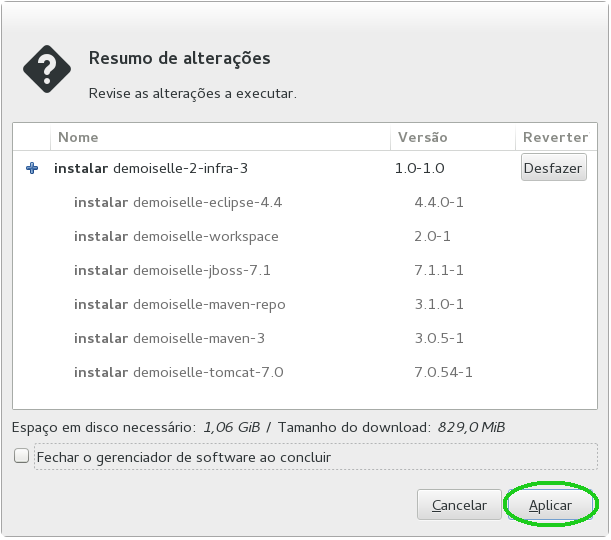 Resumo de alterações
Revise as alterações a executar.
Nome Versão Reverter
instalar demoiselle-2-infra-3 1.0-1.0 Desfazer
instalar demoiselle-eclipse-4.4 4.4.0-1
instalar demoiselle-workspace 2.0-1
instalar demoiselle-jboss-7.1 7.1.1-1
instalar demoiselle-maven-repo 3.1.0-1
instalar demoiselle-maven-3 3.0.5-1
instalar demoiselle-tomcat-7.0 7.0.54-1
Espaço em disco necessário: 1,06 GiB / Tamanho do download: 829,0 MiB
Fechar o gerenciador de software ao concluir
Cancelar Aplicar